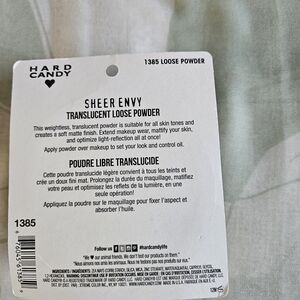 HARD
CANDY
1385 LOOSE POWDER
SHEER ENVY
TRANSLUCENT LOOSE POWDER
This weightless, translucent powder is suitable for all skin tones and
creates a soft matte finish. Extend makeup wear, mattify your skin,
and optimize light-reflection all at once!
Apply powder over makeup to set your look and control oil.
POUDRE LIBRE TRANSLUCIDE
Cette poudre translucide légère convient à tous les teints et
crée un doux fini mat. Prolongez la durée du maquillage, matifiez
votre peau et optimisez les reflets de la lumière, en une
seule opération!
Appliquez la poudre sur le maquillage pour fixer l'aspect et
absorber l'huile.
1385
Follow us
#hardcandylife
"We ♥ our animal friends. We don't test our products on them."